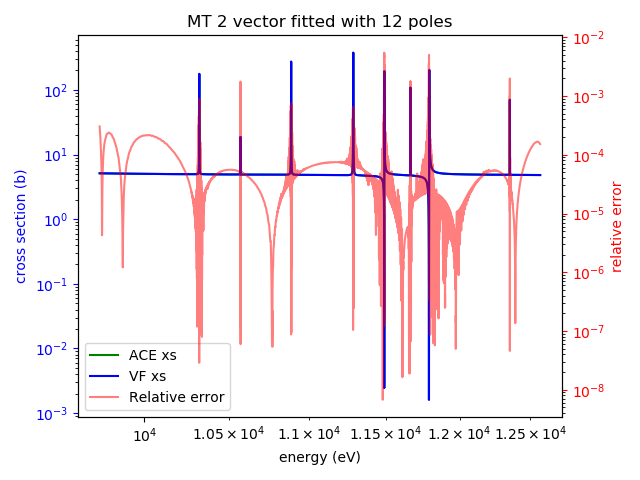 MT 2 vector fitted with 12 poles
cross section (b)
10²
10¹
10⁰
10⁻¹
10⁻²
10⁻³
10⁻²
10⁻³
10⁻⁴
10⁻⁵
10⁻⁶
10⁻⁷
10⁻⁸
relative error
ACE xs
VF xs
Relative error
10⁴ 1.05 × 10⁴ 1.1 × 10⁴ 1.15 × 10⁴ 1.2 × 10⁴ 1.25 × 10⁴
energy (eV)